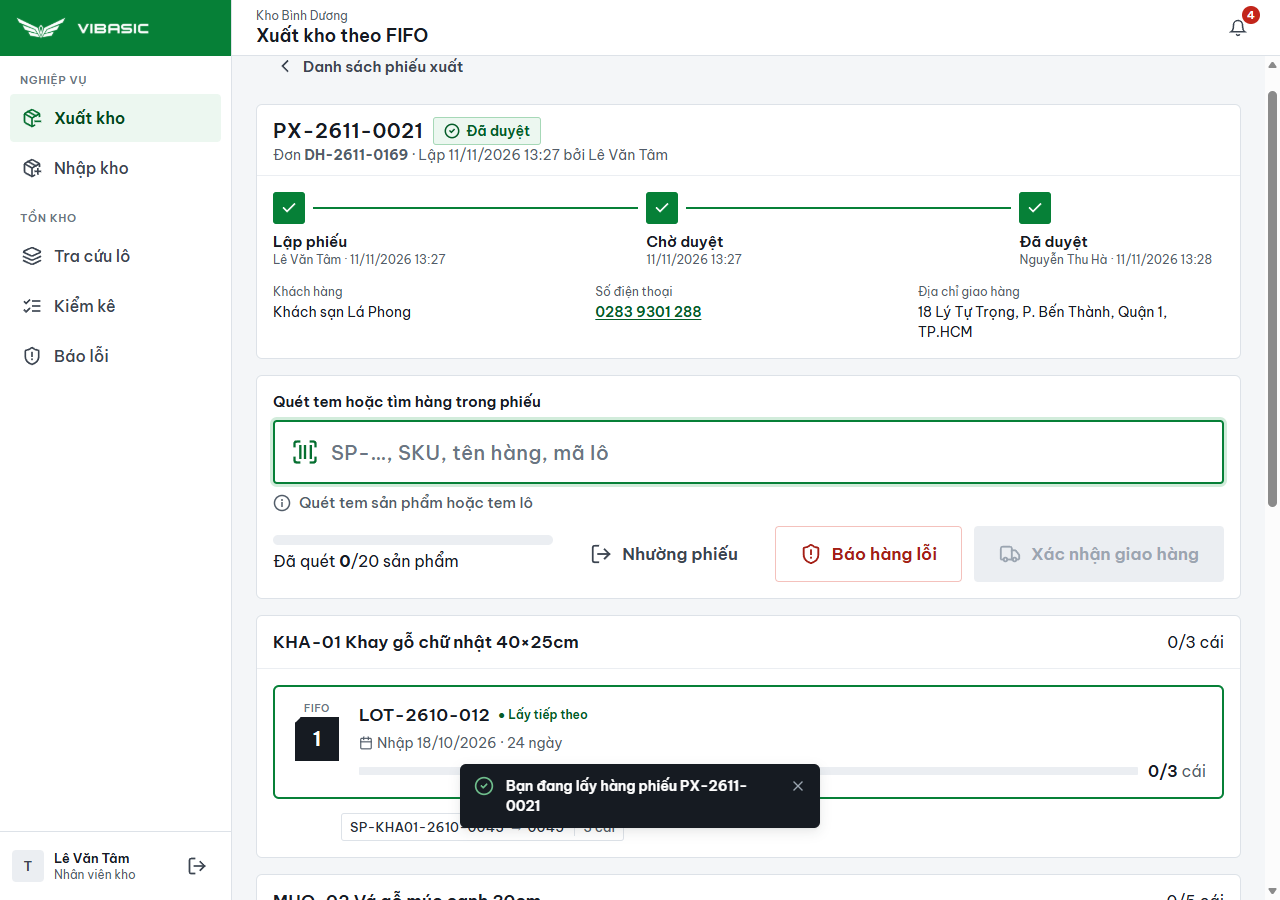 VIBASIC
Kho Bình Dương
Xuất kho theo FIFO
4
NGHIỆP VỤ
Xuất kho
Nhập kho
TỒN KHO
Tra cứu lô
Kiểm kê
Báo lỗi
T
Lê Văn Tâm
Nhân viên kho
Danh sách phiếu xuất
PX-2611-0021 Đã duyệt
Đơn DH-2611-0169 · Lập 11/11/2026 13:27 bởi Lê Văn Tâm
Lập phiếu
Lê Văn Tâm · 11/11/2026 13:27
Chờ duyệt
11/11/2026 13:27
Đã duyệt
Nguyễn Thu Hà · 11/11/2026 13:28
Khách hàng
Khách sạn Lá Phong
Số điện thoại
0283 9301 288
Địa chỉ giao hàng
18 Lý Tự Trọng, P. Bến Thành, Quận 1,
TP.HCM
Quét tem hoặc tìm hàng trong phiếu
SP-..., SKU, tên hàng, mã lô
Quét tem sản phẩm hoặc tem lô
Đã quét 0/20 sản phẩm
Nhường phiếu
Báo hàng lỗi
Xác nhận giao hàng
KHA-01 Khay gỗ chữ nhật 40×25cm 0/3 cái
FIFO
1
LOT-2610-012 • Lấy tiếp theo
Nhập 18/10/2026 · 24 ngày
0/3 cái
Bạn đang lấy hàng phiếu PX-2611-
0021
SP-KHA01-2610-